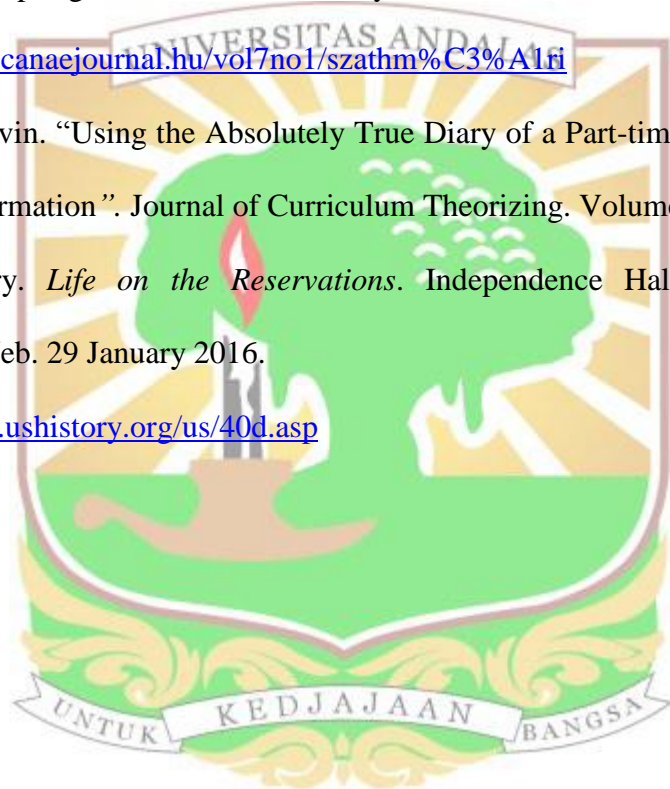 UNIVERSITAS ANDALAS
canaejournal.hu/vol7no1/szathm%C3%A1ri
vin. “Using the Absolutely True Diary of a Part-tim
rmation”. Journal of Curriculum Theorizing. Volume
ry. Life on the Reservations. Independence Hal
eb. 29 January 2016.
.ushistory.org/us/40d.asp
UNTUK KEDJAJAAN BANGSA